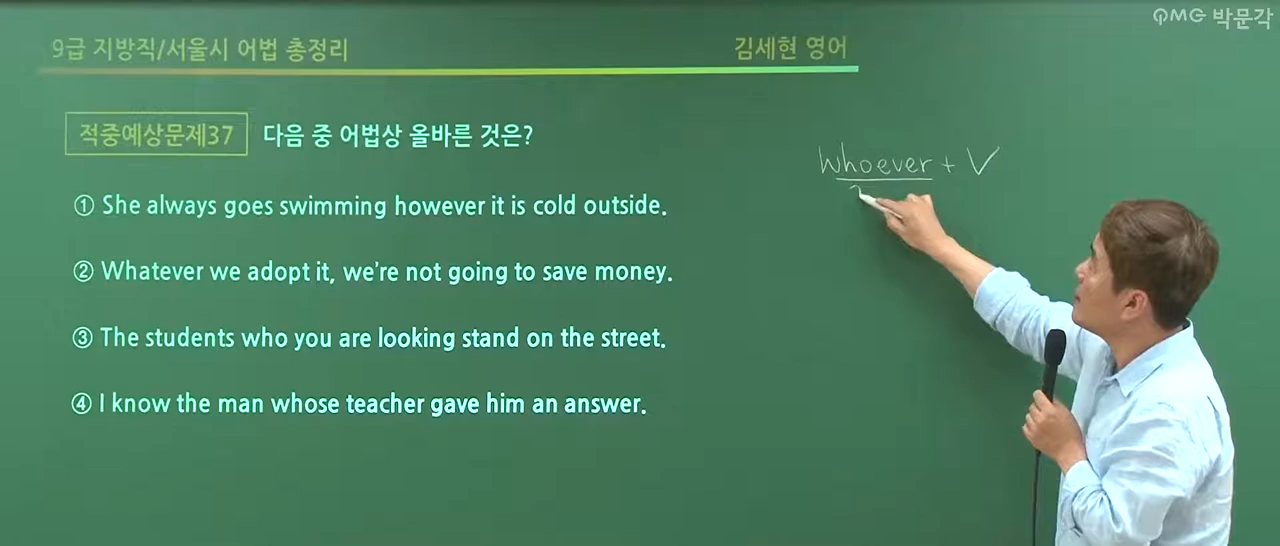 QMG 박문각
9급 지방직/서울시 어법 총정리
김세현 영어
적중예상문제37 다음 중 어법상 올바른 것은?
① She always goes swimming however it is cold outside.
② Whatever we adopt it, we're not going to save money.
③ The students who you are looking stand on the street.
④ I know the man whose teacher gave him an answer.
Whoever + V